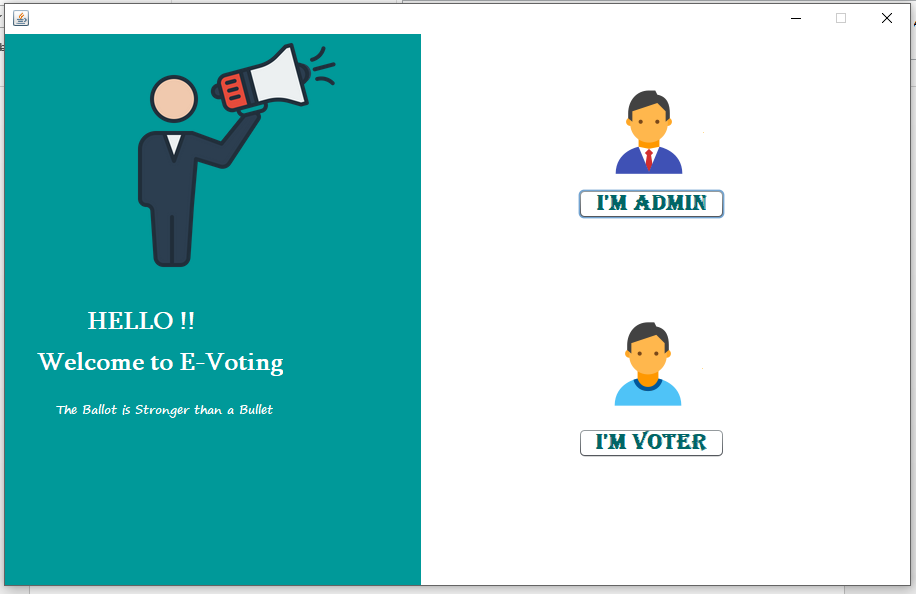 HELLO !!
Welcome to E-Voting
The Ballot is Stronger than a Bullet
I'M ADMIN
I'M VOTER